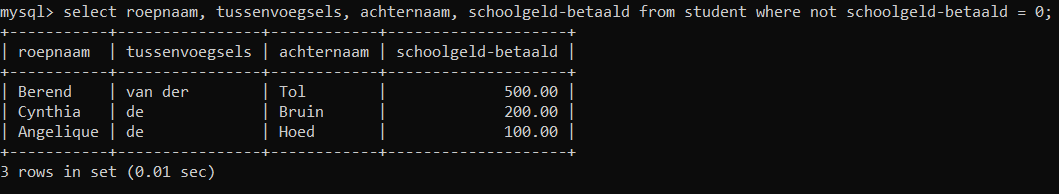 mysql> select roepnaam, tussenvoegsels, achternaam, schoolgeld-betaald from student where not schoolgeld-betaald = 0;
+-----------+----------------+------------+--------------------+
| roepnaam  | tussenvoegsels | achternaam | schoolgeld-betaald |
+-----------+----------------+------------+--------------------+
| Berend    | van der        | Tol        |             500.00 |
| Cynthia   | de             | Bruin      |             200.00 |
| Angelique | de             | Hoed       |             100.00 |
+-----------+----------------+------------+--------------------+
3 rows in set (0.01 sec)